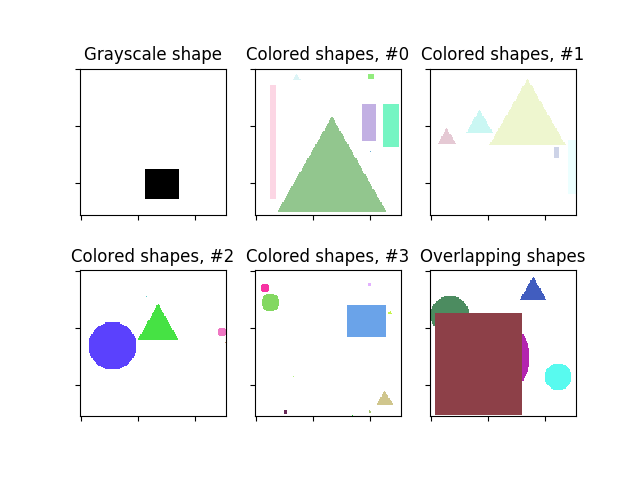 Grayscale shape
Colored shapes, #0
Colored shapes, #1
Colored shapes, #2
Colored shapes, #3
Overlapping shapes